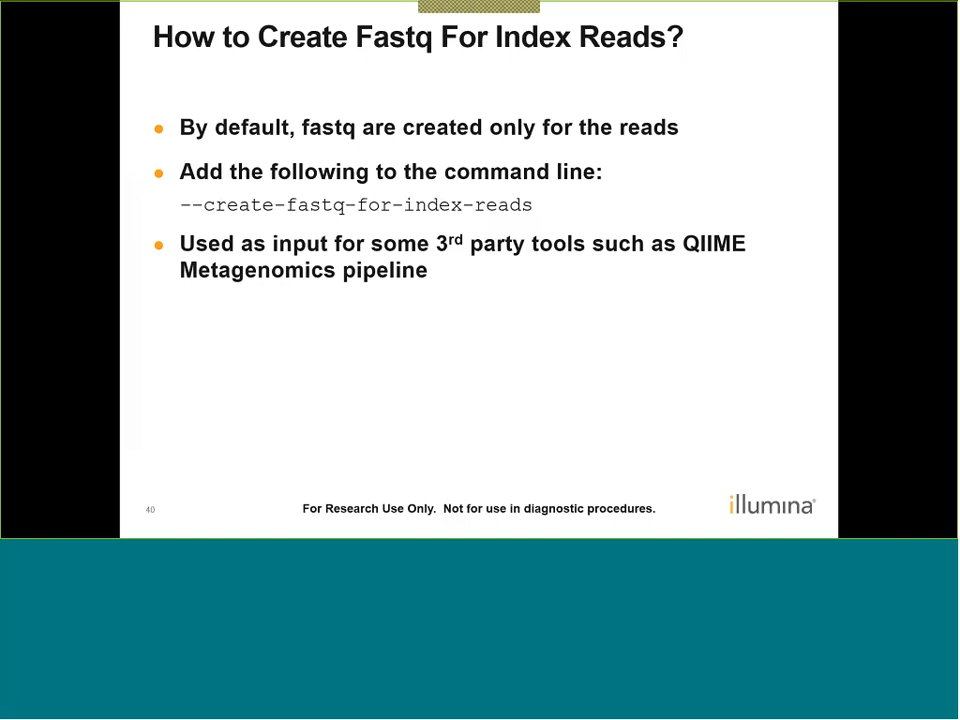 How to Create Fastq For Index Reads?
● By default, fastq are created only for the reads
● Add the following to the command line:
--create-fastq-for-index-reads
● Used as input for some 3rd party tools such as QIIME
Metagenomics pipeline
40
For Research Use Only. Not for use in diagnostic procedures.
illumina®